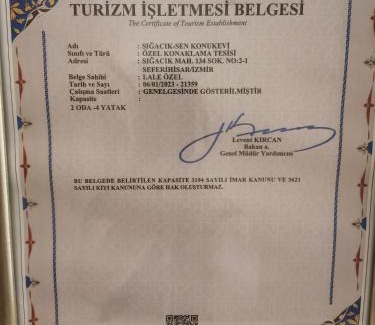 TURİZM İŞLETMESİ BELGESİ
The Certificate of Tourism Establishment
Adı : SIĞACIK-SEN KONUKEVİ
Sınıfı ve Türü : ÖZEL KONAKLAMA TESİSİ
Adresi : SIĞACIK MAH. 134 SOK. NO:2-1
SEFERİHİSAR/İZMİR
Belge Sahibi : LALE ÖZEL
Tarih ve Sayı : 06/01/2023 - 21359
Çalışma Saatleri : GENELGESİNDE GÖSTERİLMİŞTİR
Kapasite :
2 ODA -4 YATAK
Levent KIRCAN
Bakan a.
Genel Müdür Yardımcısı
BU BELGEDE BELİRTİLEN KAPASİTE 3194 SAYILI İMAR KANUNU VE 3621
SAYILI KIYI KANUNUNA GÖRE HAK OLUŞTURMAZ.